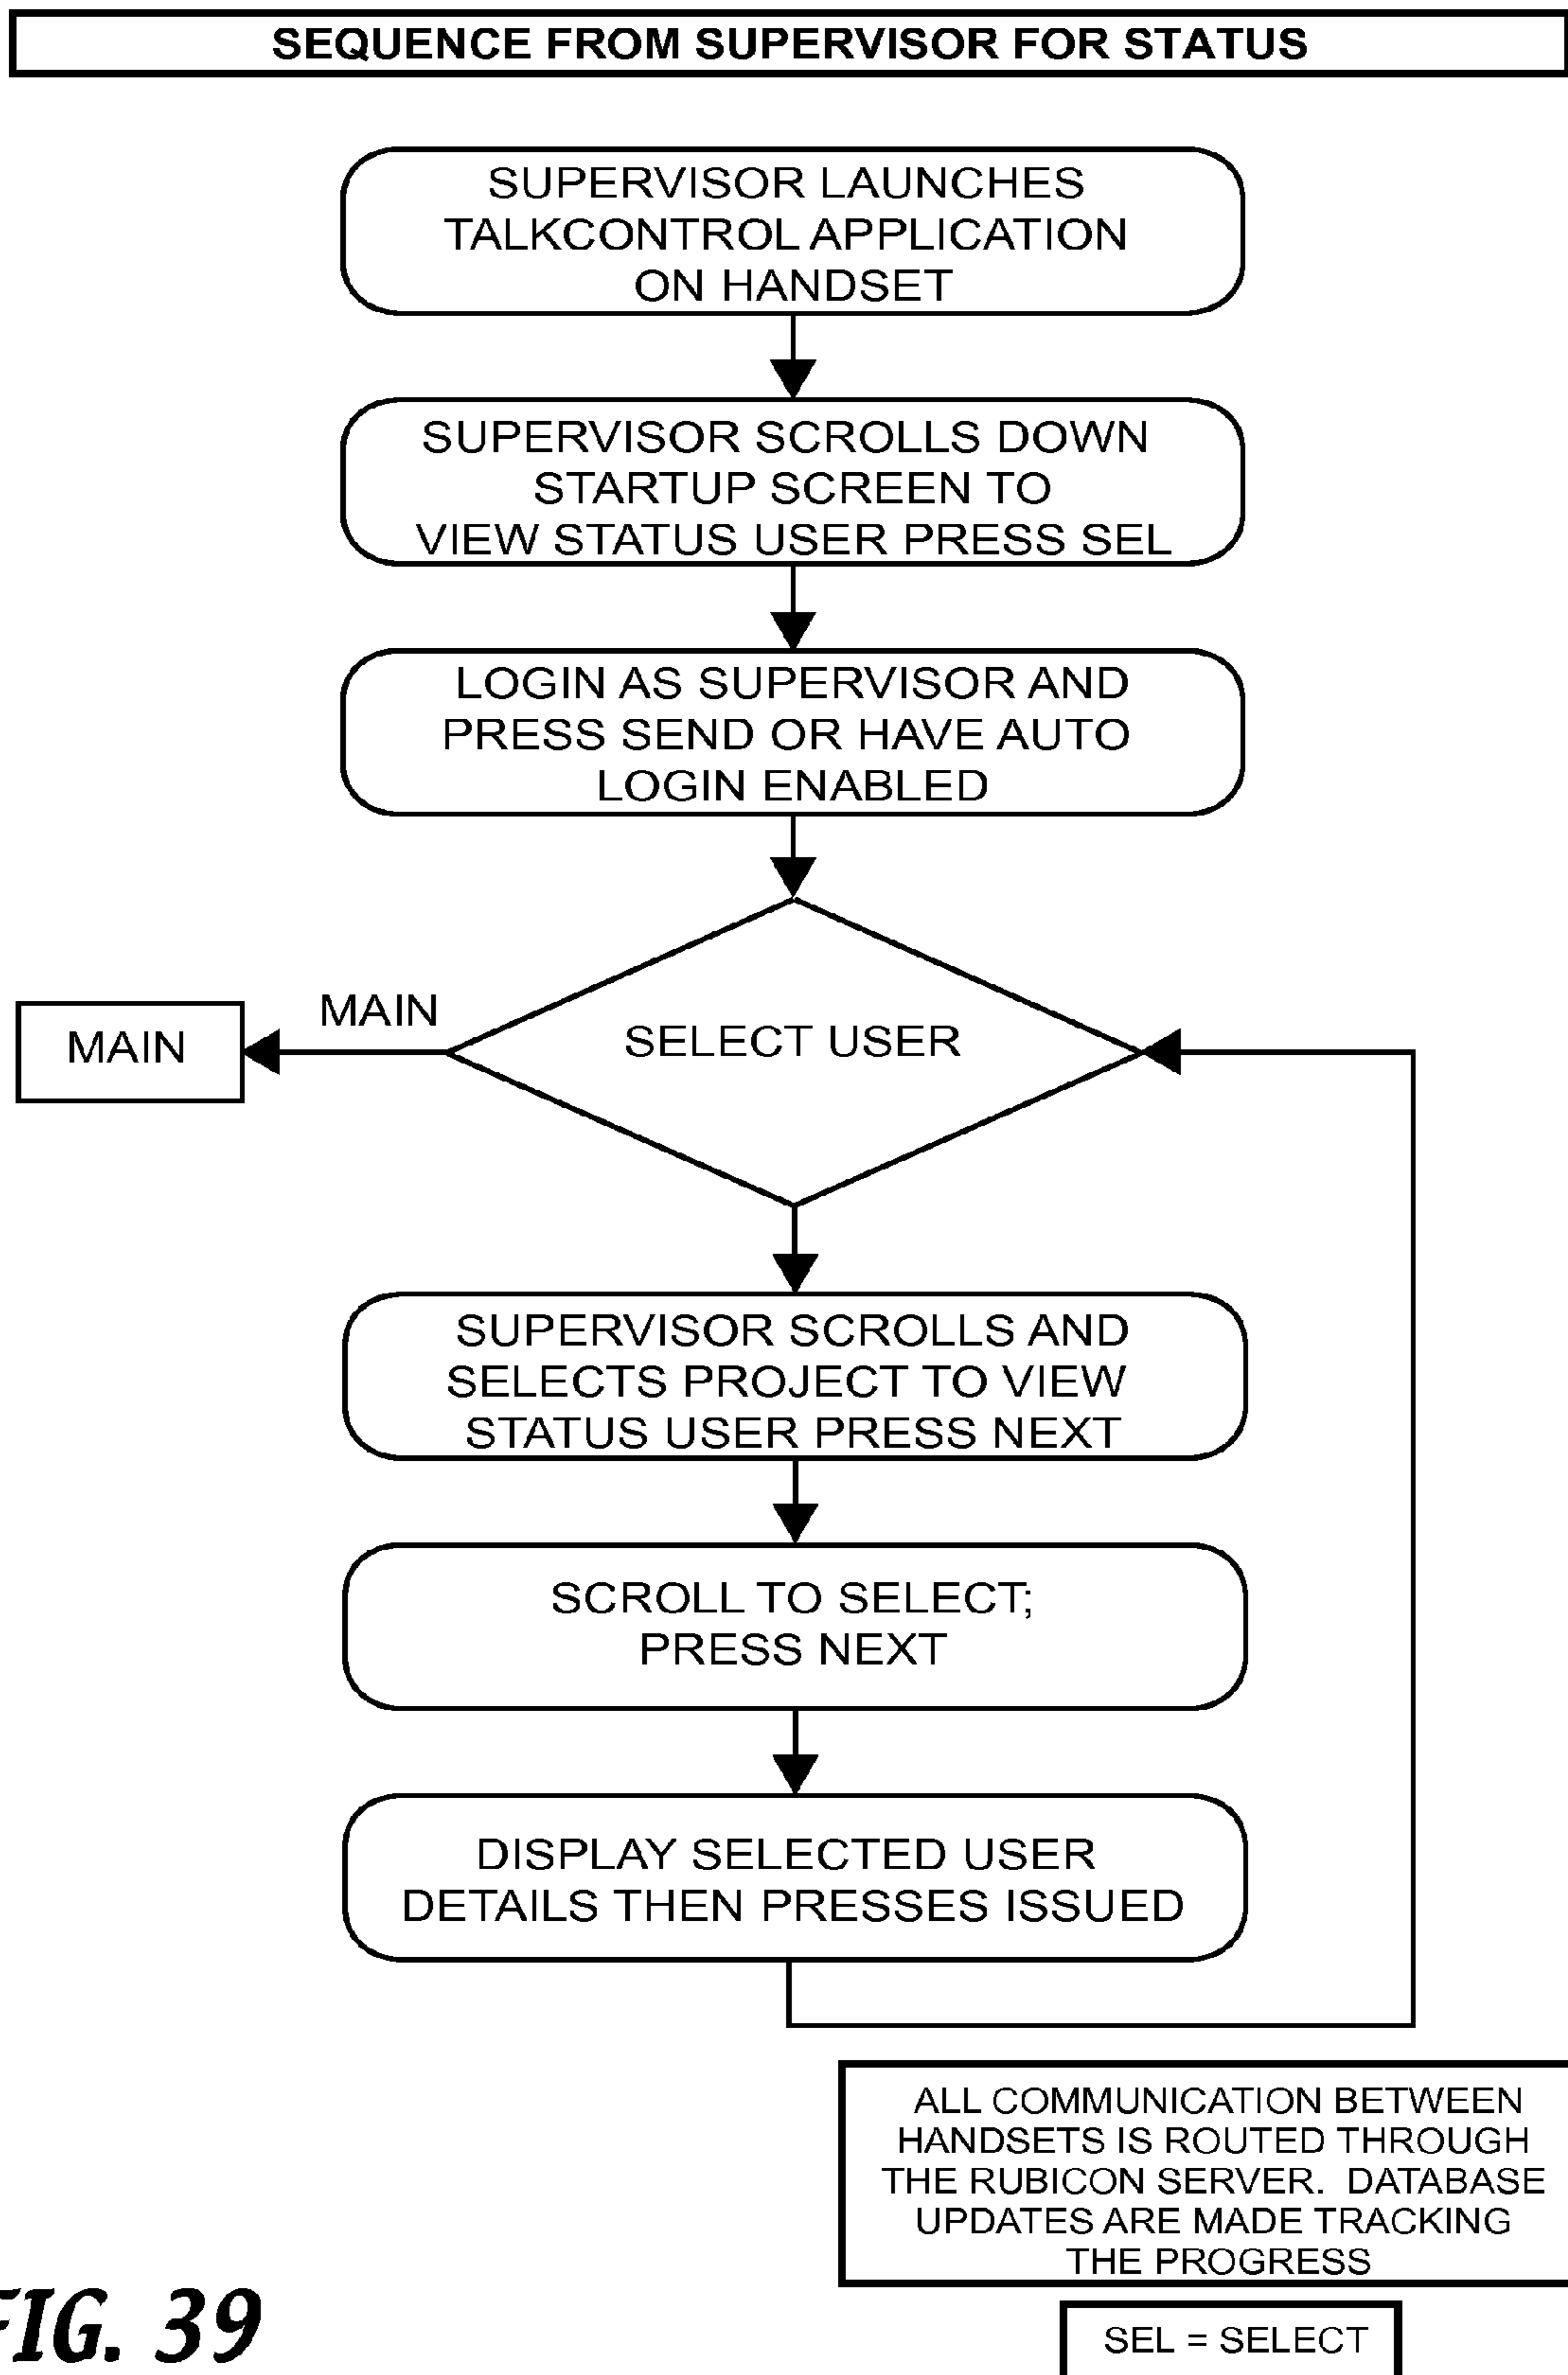 SEQUENCE FROM SUPERVISOR FOR STATUS
SUPERVISOR LAUNCHES
TALKCONTROL APPLICATION
ON HANDSET
SUPERVISOR SCROLLS DOWN
STARTUP SCREEN TO
VIEW STATUS USER PRESS SEL
LOGIN AS SUPERVISOR AND
PRESS SEND OR HAVE AUTO
LOGIN ENABLED
MAIN
MAIN
SELECT USER
SUPERVISOR SCROLLS AND
SELECTS PROJECT TO VIEW
STATUS USER PRESS NEXT
SCROLL TO SELECT;
PRESS NEXT
DISPLAY SELECTED USER
DETAILS THEN PRESSES ISSUED
ALL COMMUNICATION BETWEEN
HANDSETS IS ROUTED THROUGH
THE RUBICON SERVER. DATABASE
UPDATES ARE MADE TRACKING
THE PROGRESS
FIG. 39
SEL = SELECT